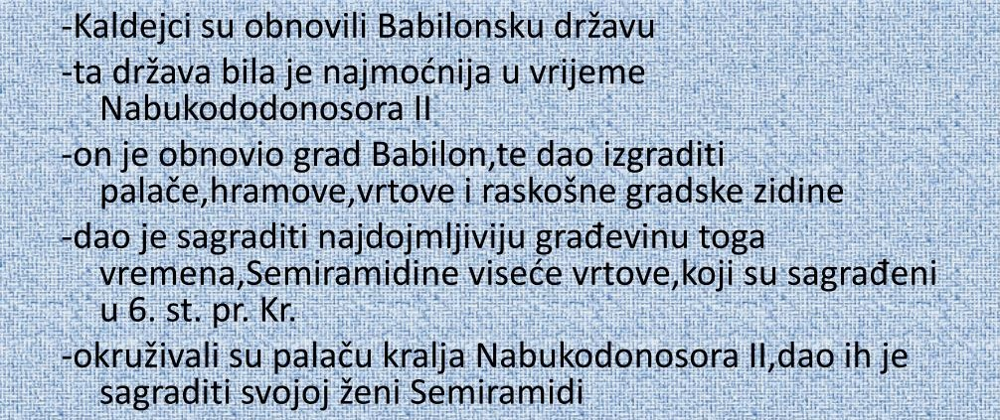 -Kaldejci su obnovili Babilonsku državu
-ta država bila je najmoćnija u vrijeme
Nabukododonosora II
-on je obnovio grad Babilon,te dao izgraditi
palače,hramove,vrtove i raskošne gradske zidine
-dao je sagraditi najdojmljiviju građevinu toga
vremena,Semiramidine viseće vrtove,koji su sagrađeni
u 6. st. pr. Kr.
-okruživali su palaču kralja Nabukodonosora II,dao ih je
sagraditi svojoj ženi Semiramidi